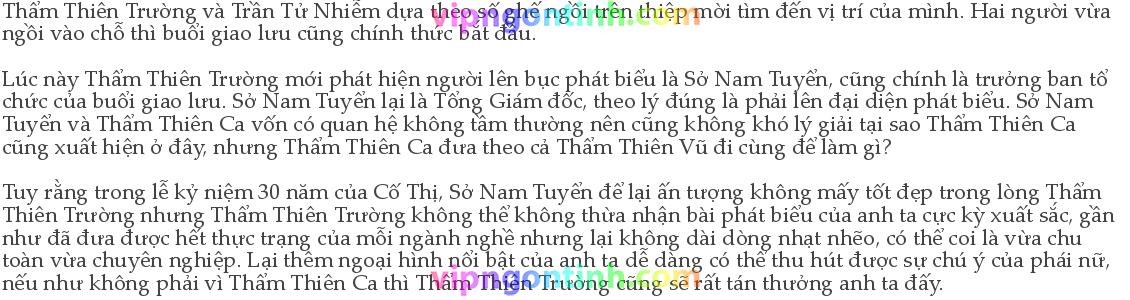 Thẩm Thiên Trường và Trần Tử Nhiễm dựa theo số ghế ngồi trên thiệp mời tìm đến vị trí của mình. Hai người vừa
ngồi vào chỗ thì buổi giao lưu cũng chính thức bắt đầu.
vipngontinh.com
Lúc này Thẩm Thiên Trường mới phát hiện người lên bục phát biểu là Sở Nam Tuyển, cũng chính là trưởng ban tổ
chức của buổi giao lưu. Sở Nam Tuyển lại là Tổng Giám đốc, theo lý đúng là phải lên đại diện phát biểu. Sở Nam
Tuyển và Thẩm Thiên Ca vốn có quan hệ không tầm thường nên cũng không khó lý giải tại sao Thẩm Thiên Ca
cũng xuất hiện ở đây, nhưng Thẩm Thiên Ca đưa theo cả Thẩm Thiên Vũ đi cùng để làm gì?
Tuy rằng trong lễ kỷ niệm 30 năm của Cố Thị, Sở Nam Tuyển để lại ấn tượng không mấy tốt đẹp trong lòng Thẩm
Thiên Trường nhưng Thẩm Thiên Trường không thể không thừa nhận bài phát biểu của anh ta cực kỳ xuất sắc, gần
như đã đưa được hết thực trạng của mỗi ngành nghề nhưng lại không dài dòng nhạt nhẽo, có thể coi là vừa chu
toàn vừa chuyên nghiệp. Lại thêm ngoại hình nổi bật của anh ta dễ dàng có thể thu hút được sự chú ý của phái nữ,
nếu như không phải vì Thẩm Thiên Ca thì Thẩm Thiên Trường cũng sẽ rất tán thưởng anh ta đấy.
vipngontinh.com